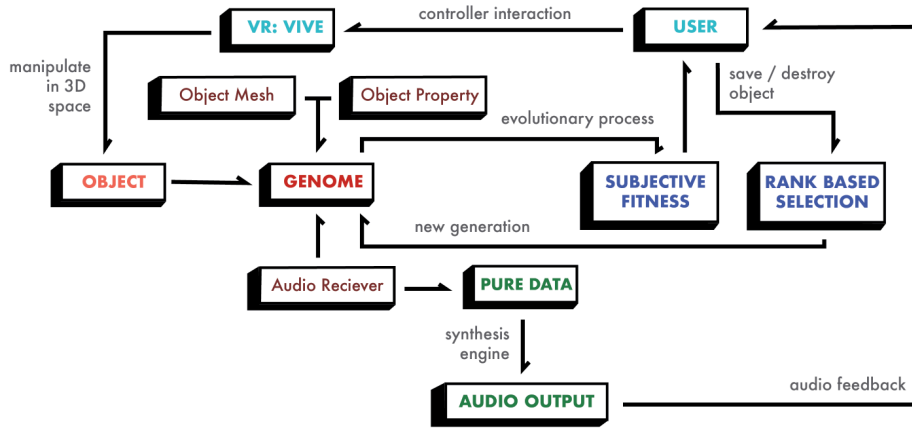 controller interaction
VR: VIVE
USER
manipulate
in 3D
space
Object Mesh
Object Property
save / destroy
object
evolutionary process
OBJECT
GENOME
SUBJECTIVE
FITNESS
RANK BASED
SELECTION
new generation
Audio Reciever
PURE DATA
synthesis
engine
AUDIO OUTPUT
audio feedback